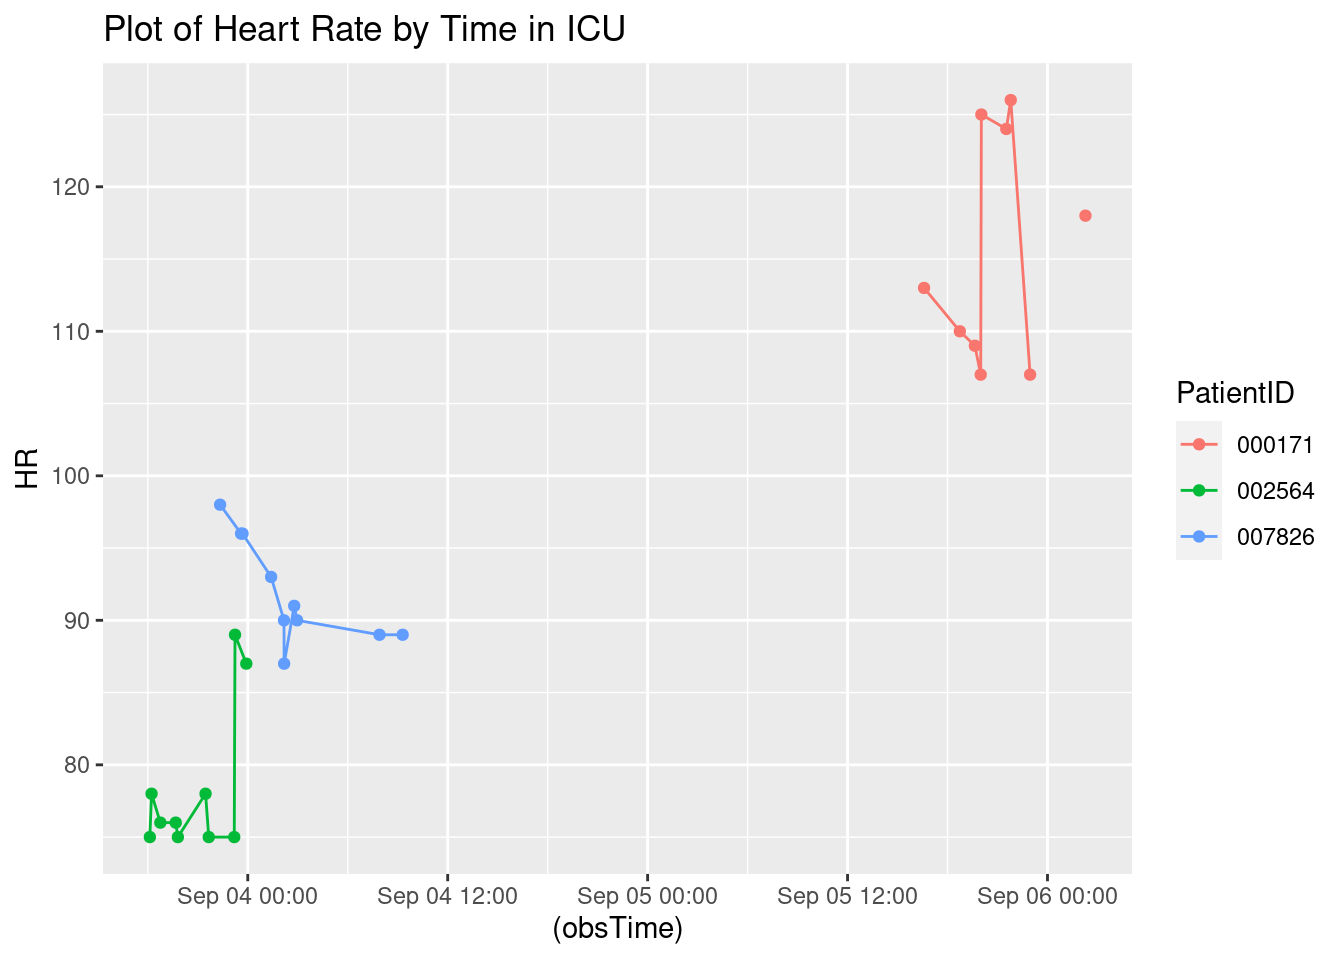 Plot of Heart Rate by Time in ICU
120
110
100
90
80
HR
Sep 04 00:00
Sep 04 12:00
Sep 05 00:00
Sep 05 12:00
Sep 06 00:00
(obsTime)
PatientID
000171
002564
007826